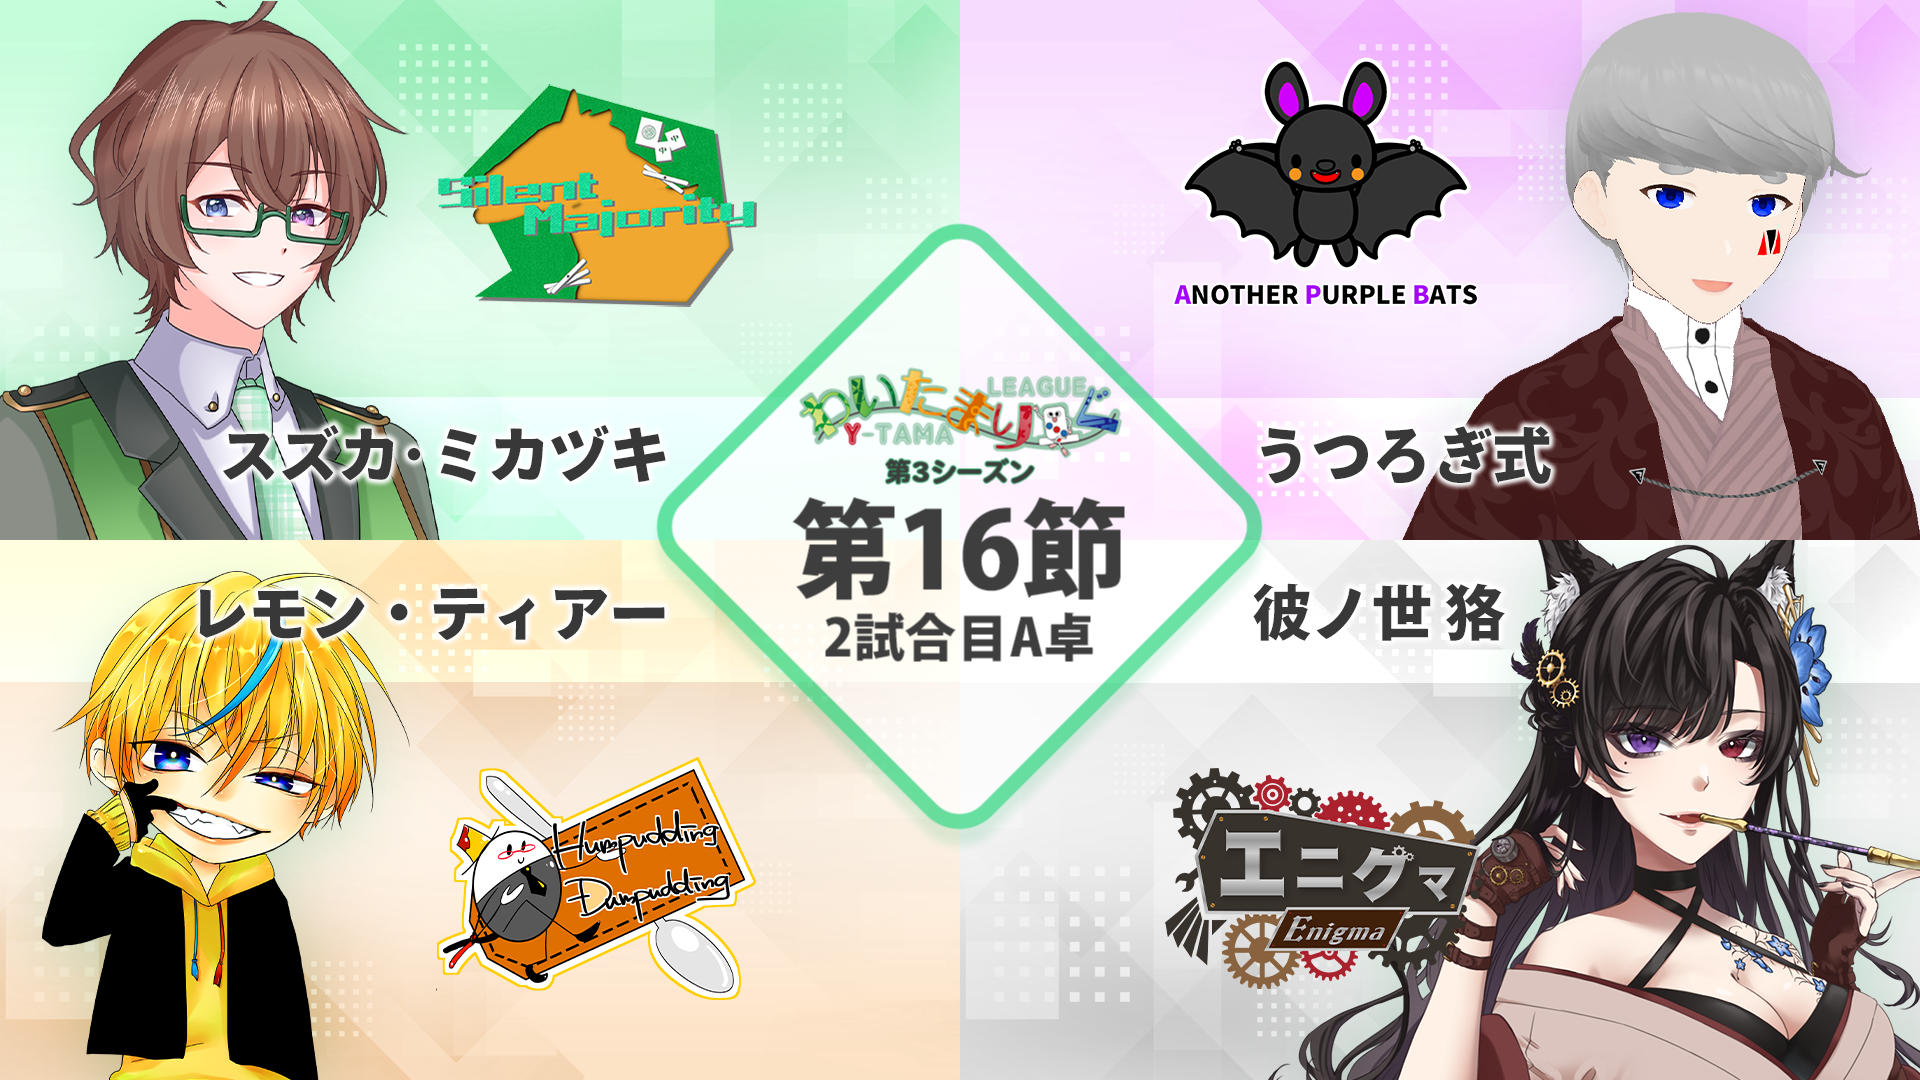 Silent
Majority
スズカ・ミカヅキ
ANOTHER PURPLE BATS
うつろぎ式
わいたまりーぐ
LEAGUE
Y-TAMA
第3シーズン
第16節
2試合目A卓
レモン・ティアー
Humpudding
Dumpudding
彼ノ世 狢
エニグマ
Enigma